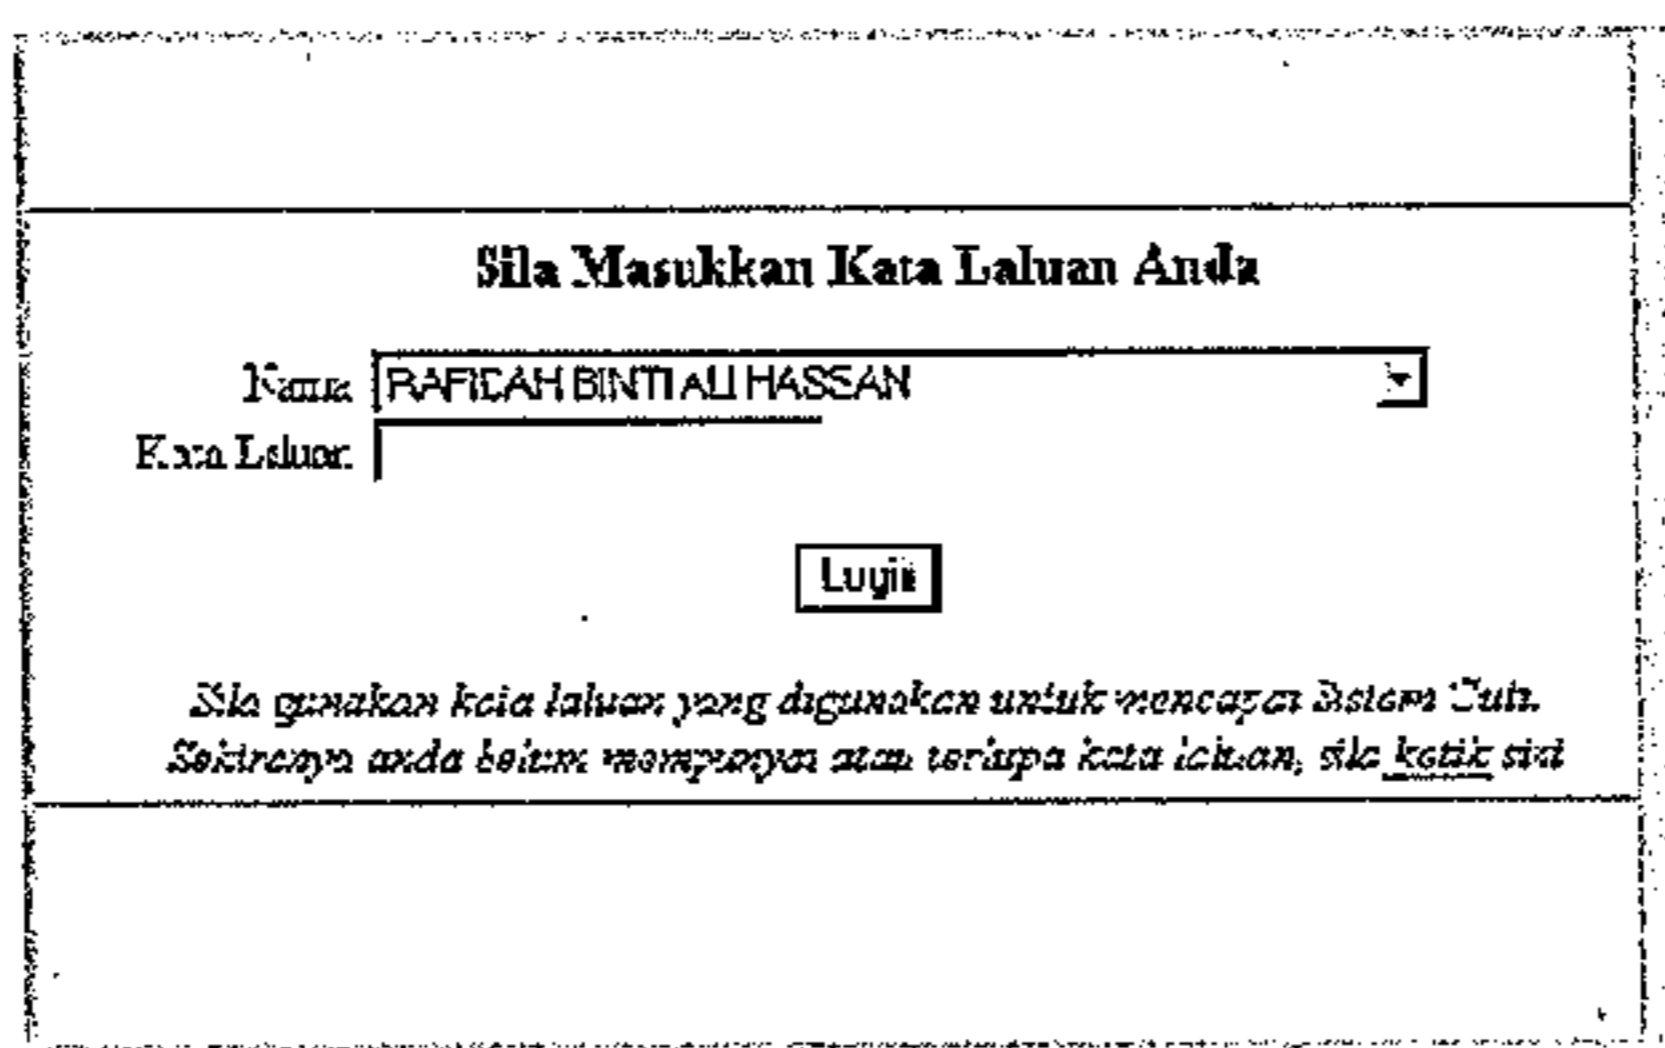 Sila Masukkan Kata Laluan Anda
Nama RAFIDAH BINTI ALI HASSAN
Kata Laluan
Login
Sila gunakan kata laluan yang digunakan untuk mencapai Sistem Cuti.
Sekiranya anda belum mempunyai atau terlupa kata laluan, sila ketik sini